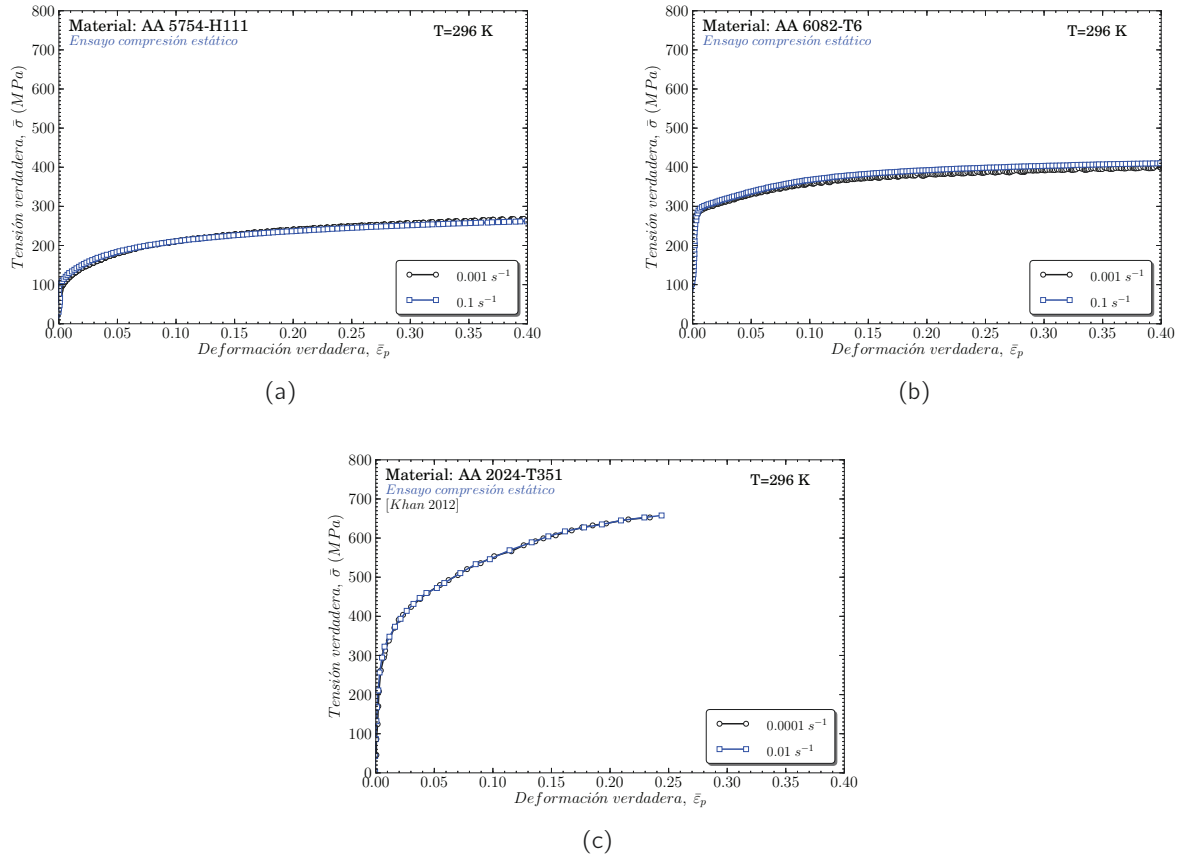 Material: AA 5754-H111
Ensayo compresión estático
T=296 K
800
700
600
500
400
300
200
100
0
Tensión verdadera, σ̄ (MPa)
0.001 s⁻¹
0.1 s⁻¹
0.00 0.05 0.10 0.15 0.20 0.25 0.30 0.35 0.40
Deformación verdadera, ε̄ₚ
(a)
Material: AA 6082-T6
Ensayo compresión estático
T=296 K
800
700
600
500
400
300
200
100
0
Tensión verdadera, σ̄ (MPa)
0.001 s⁻¹
0.1 s⁻¹
0.00 0.05 0.10 0.15 0.20 0.25 0.30 0.35 0.40
Deformación verdadera, ε̄ₚ
(b)
Material: AA 2024-T351
Ensayo compresión estático
[Khan 2012]
T=296 K
800
700
600
500
400
300
200
100
0
Tensión verdadera, σ̄ (MPa)
0.0001 s⁻¹
0.01 s⁻¹
0.00 0.05 0.10 0.15 0.20 0.25 0.30 0.35 0.40
Deformación verdadera, ε̄ₚ
(c)